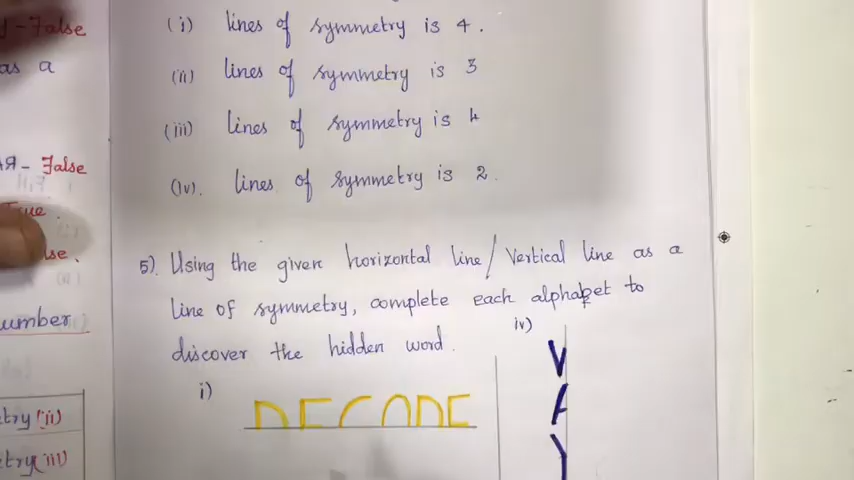 -False
as a
- False
True.
se.
umber
try (ii)
try (iii)
(i) lines of symmetry is 4.
(ii) lines of symmetry is 3
(iii) lines of symmetry is 4
(iv). lines of symmetry is 2.
5). Using the given horizontal line/Vertical line as a
line of symmetry, complete each alphabet to
discover the hidden word.
i)
DECODE
iv)
V
A
Y